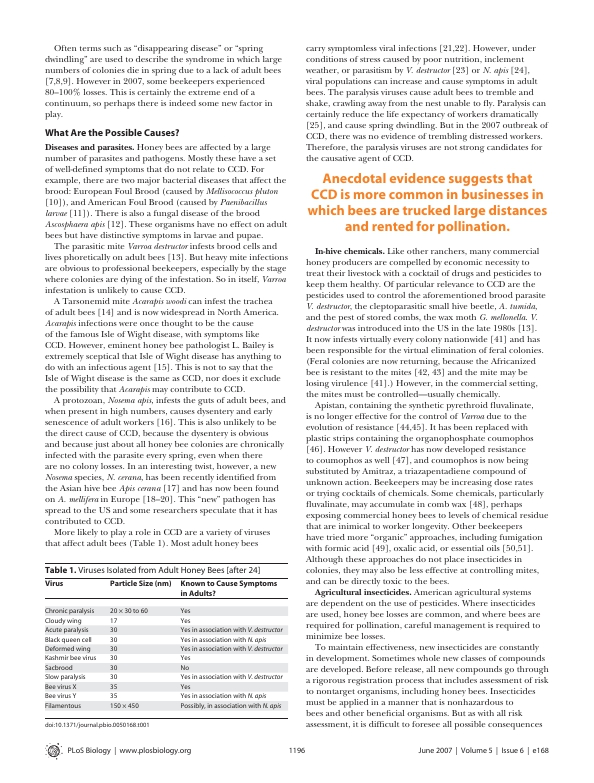 Often terms such as “disappearing disease” or “spring
dwindling” are used to describe the syndrome in which large
numbers of colonies die in spring due to a lack of adult bees
[7,8,9]. However in 2007, some beekeepers experienced
80–100% losses. This is certainly the extreme end of a
continuum, so perhaps there is indeed some new factor in
play.
What Are the Possible Causes?
Diseases and parasites. Honey bees are affected by a large
number of parasites and pathogens. Mostly these have a set
of well-defined symptoms that do not relate to CCD. For
example, there are two major bacterial diseases that affect the
brood: European Foul Brood (caused by Mellisococcus pluton
[10]), and American Foul Brood (caused by Paenibacillus
larvae [11]). There is also a fungal disease of the brood
Ascosphaera apis [12]. These organisms have no effect on adult
bees but have distinctive symptoms in larvae and pupae.
The parasitic mite Varroa destructor infests brood cells and
lives phoretically on adult bees [13]. But heavy mite infections
are obvious to professional beekeepers, especially by the stage
where colonies are dying of the infestation. So in itself, Varroa
infestation is unlikely to cause CCD.
A Tarsonemid mite Acarapis woodi can infest the trachea
of adult bees [14] and is now widespread in North America.
Acarapis infections were once thought to be the cause
of the famous Isle of Wight disease, with symptoms like
CCD. However, eminent honey bee pathologist L. Bailey is
extremely sceptical that Isle of Wight disease has anything to
do with an infectious agent [15]. This is not to say that the
Isle of Wight disease is the same as CCD, nor does it exclude
the possibility that Acarapis may contribute to CCD.
A protozoan, Nosema apis, infests the guts of adult bees, and
when present in high numbers, causes dysentery and early
senescence of adult workers [16]. This is also unlikely to be
the direct cause of CCD, because the dysentery is obvious
and because just about all honey bee colonies are chronically
infected with the parasite every spring, even when there
are no colony losses. In an interesting twist, however, a new
Nosema species, N. cerana, has been recently identified from
the Asian hive bee Apis cerana [17] and has now been found
on A. mellifera in Europe [18–20]. This “new” pathogen has
spread to the US and some researchers speculate that it has
contributed to CCD.
More likely to play a role in CCD are a variety of viruses
that affect adult bees (Table 1). Most adult honey bees
Table 1. Viruses Isolated from Adult Honey Bees [after 24]
Virus Particle Size (nm) Known to Cause Symptoms
in Adults?
Chronic paralysis 20 × 30 to 60 Yes
Cloudy wing 17 Yes
Acute paralysis 30 Yes in association with V. destructor
Black queen cell 30 Yes in association with N. apis
Deformed wing 30 Yes in association with V. destructor
Kashmir bee virus 30 Yes
Sacbrood 30 No
Slow paralysis 30 Yes in association with V. destructor
Bee virus X 35 Yes
Bee virus Y 35 Yes in association with N. apis
Filamentous 150 × 450 Possibly, in association with N. apis
doi:10.1371/journal.pbio.0050168.t001
carry symptomless viral infections [21,22]. However, under
conditions of stress caused by poor nutrition, inclement
weather, or parasitism by V. destructor [23] or N. apis [24],
viral populations can increase and cause symptoms in adult
bees. The paralysis viruses cause adult bees to tremble and
shake, crawling away from the nest unable to fly. Paralysis can
certainly reduce the life expectancy of workers dramatically
[25], and cause spring dwindling. But in the 2007 outbreak of
CCD, there was no evidence of trembling distressed workers.
Therefore, the paralysis viruses are not strong candidates for
the causative agent of CCD.
Anecdotal evidence suggests that
CCD is more common in businesses in
which bees are trucked large distances
and rented for pollination.
In-hive chemicals. Like other ranchers, many commercial
honey producers are compelled by economic necessity to
treat their livestock with a cocktail of drugs and pesticides to
keep them healthy. Of particular relevance to CCD are the
pesticides used to control the aforementioned brood parasite
V. destructor, the cleptoparasitic small hive beetle, A. tumida,
and the pest of stored combs, the wax moth G. mellonella. V.
destructor was introduced into the US in the late 1980s [13].
It now infests virtually every colony nationwide [41] and has
been responsible for the virtual elimination of feral colonies.
(Feral colonies are now returning, because the Africanized
bee is resistant to the mites [42, 43] and the mite may be
losing virulence [41].) However, in the commercial setting,
the mites must be controlled—usually chemically.
Apistan, containing the synthetic pyrethroid fluvalinate,
is no longer effective for the control of Varroa due to the
evolution of resistance [44,45]. It has been replaced with
plastic strips containing the organophosphate coumophos
[46]. However V. destructor has now developed resistance
to coumophos as well [47], and coumophos is now being
substituted by Amitraz, a triazapentadiene compound of
unknown action. Beekeepers may be increasing dose rates
or trying cocktails of chemicals. Some chemicals, particularly
fluvalinate, may accumulate in comb wax [48], perhaps
exposing commercial honey bees to levels of chemical residue
that are inimical to worker longevity. Other beekeepers
have tried more “organic” approaches, including fumigation
with formic acid [49], oxalic acid, or essential oils [50,51].
Although these approaches do not place insecticides in
colonies, they may also be less effective at controlling mites,
and can be directly toxic to the bees.
Agricultural insecticides. American agricultural systems
are dependent on the use of pesticides. Where insecticides
are used, honey bee losses are common, and where bees are
required for pollination, careful management is required to
minimize bee losses.
To maintain effectiveness, new insecticides are constantly
in development. Sometimes whole new classes of compounds
are developed. Before release, all new compounds go through
a rigorous registration process that includes assessment of risk
to nontarget organisms, including honey bees. Insecticides
must be applied in a manner that is nonhazardous to
bees and other beneficial organisms. But as with all risk
assessment, it is difficult to foresee all possible consequences
PLoS Biology | www.plosbiology.org 1196 June 2007 | Volume 5 | Issue 6 | e168